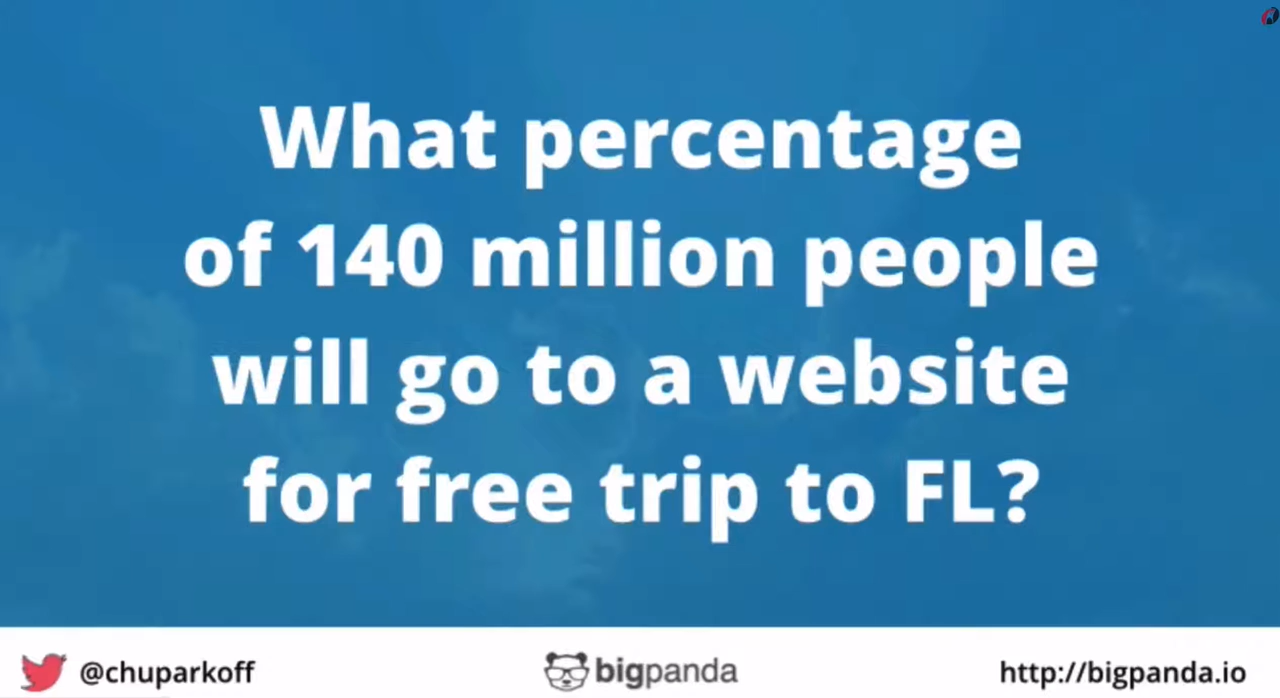 What percentage
of 140 million people
will go to a website
for free trip to FL?
@chuparkoff
bigpanda
http://bigpanda.io